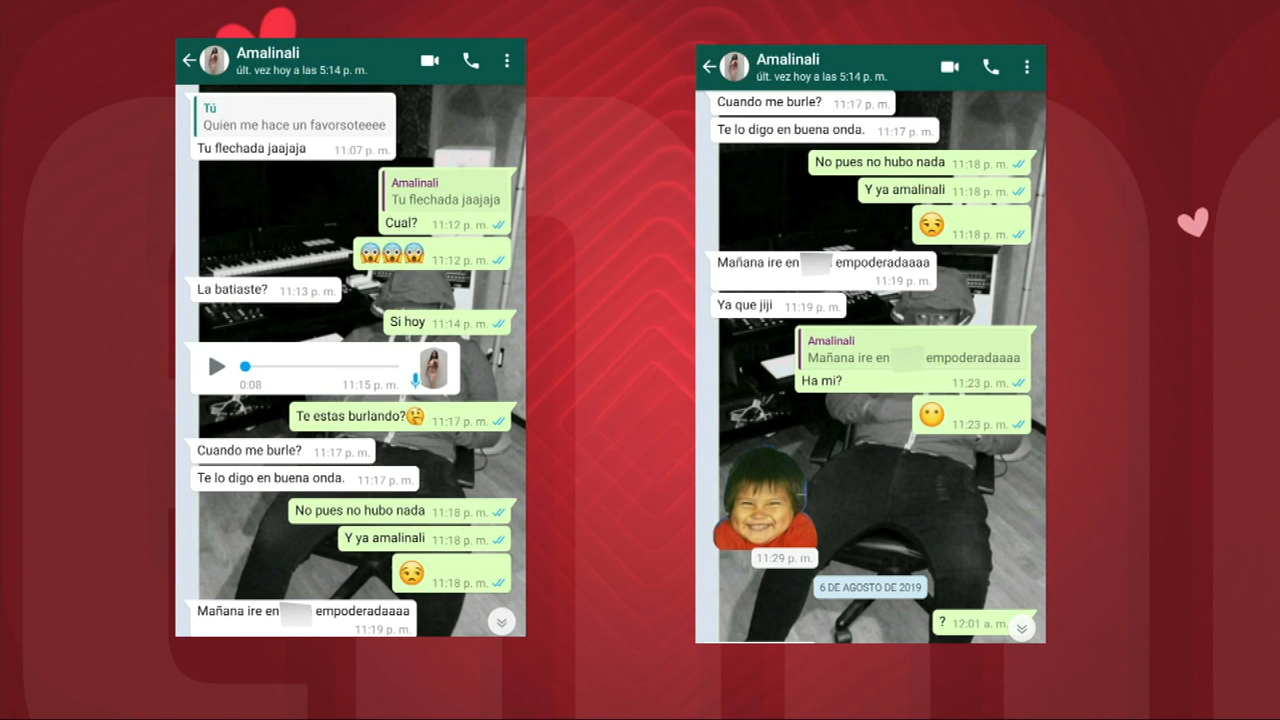 Amalinali
últ. vez hoy a las 5:14 p. m.
Tú
Quien me hace un favorsoteeee
Tu flechada jaajaja 11:07 p. m.
Amalinali
Tu flechada jaajaja
Cual? 11:12 p. m.
😱😱😱 11:12 p. m.
La batiaste? 11:13 p. m.
Si hoy 11:14 p. m.
0:08 11:15 p. m.
Te estas burlando?🤔 11:17 p. m.
Cuando me burle? 11:17 p. m.
Te lo digo en buena onda. 11:17 p. m.
No pues no hubo nada 11:18 p. m.
Y ya amalinali 11:18 p. m.
😒 11:18 p. m.
Mañana ire en empoderadaaaa
11:19 p. m.
Amalinali
últ. vez hoy a las 5:14 p. m.
Cuando me burle? 11:17 p. m.
Te lo digo en buena onda. 11:17 p. m.
No pues no hubo nada 11:18 p. m.
Y ya amalinali 11:18 p. m.
😒 11:18 p. m.
Mañana ire en empoderadaaaa
11:19 p. m.
Ya que jiji 11:19 p. m.
Amalinali
Mañana ire en empoderadaaaa
Ha mi? 11:23 p. m.
😶 11:23 p. m.
11:29 p. m.
6 DE AGOSTO DE 2019
? 12:01 a. m.